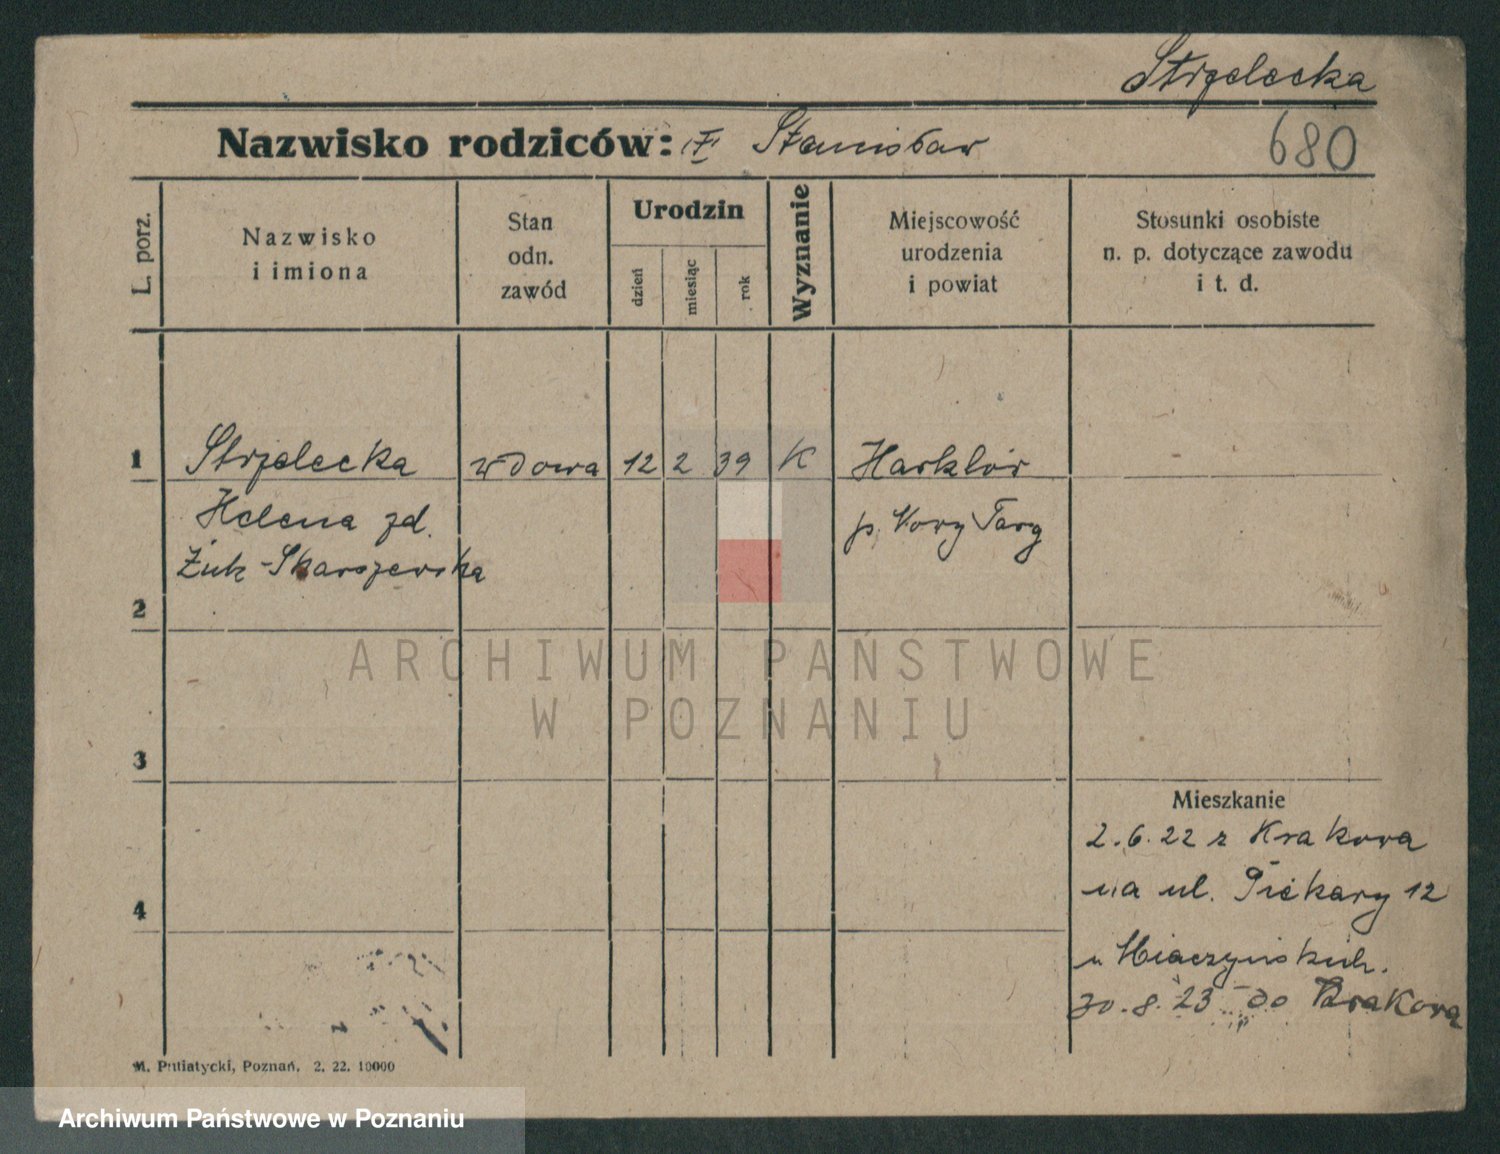 Strzelecka
Nazwisko rodziców: Stanisław
680
L. porz.
Nazwisko
i imiona
Stan
odn.
zawód
Urodzin
dzień
miesiąc
rok
Wyznanie
Miejscowość
urodzenia
i powiat
Stosunki osobiste
n. p. dotyczące zawodu
i t. d.
1 Strzelecka wdowa 12 2 39 K Harklór
Helena zd. p. Nowy Targ
Żuk-Skarszewska
2
ARCHIWUM PAŃSTWOWE
W POZNANIU
3
Mieszkanie
2.6.22 z Krakowa
na ul. Piekary 12
4
u Miaczyńskich.
30.8.23 do Krakowa
M. Putiatycki, Poznań. 2. 22. 10000
Archiwum Państwowe w Poznaniu